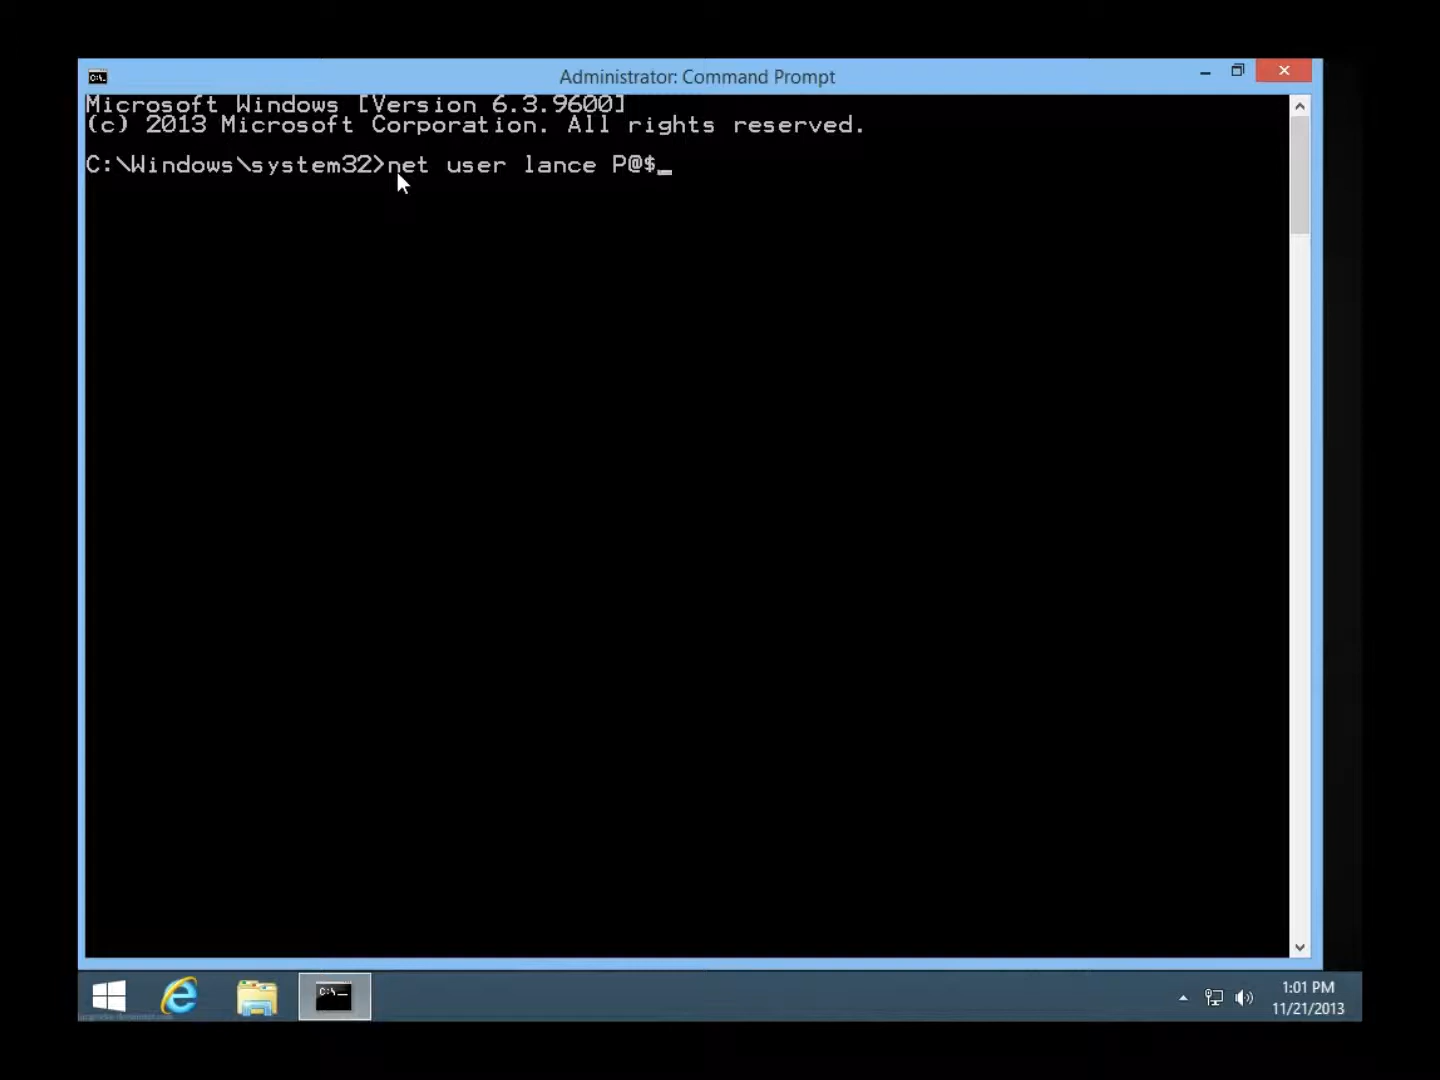 Administrator: Command Prompt
Microsoft Windows [Version 6.3.9600]
(c) 2013 Microsoft Corporation. All rights reserved.
C:\Windows\system32>net user lance P@$_
1:01 PM
11/21/2013